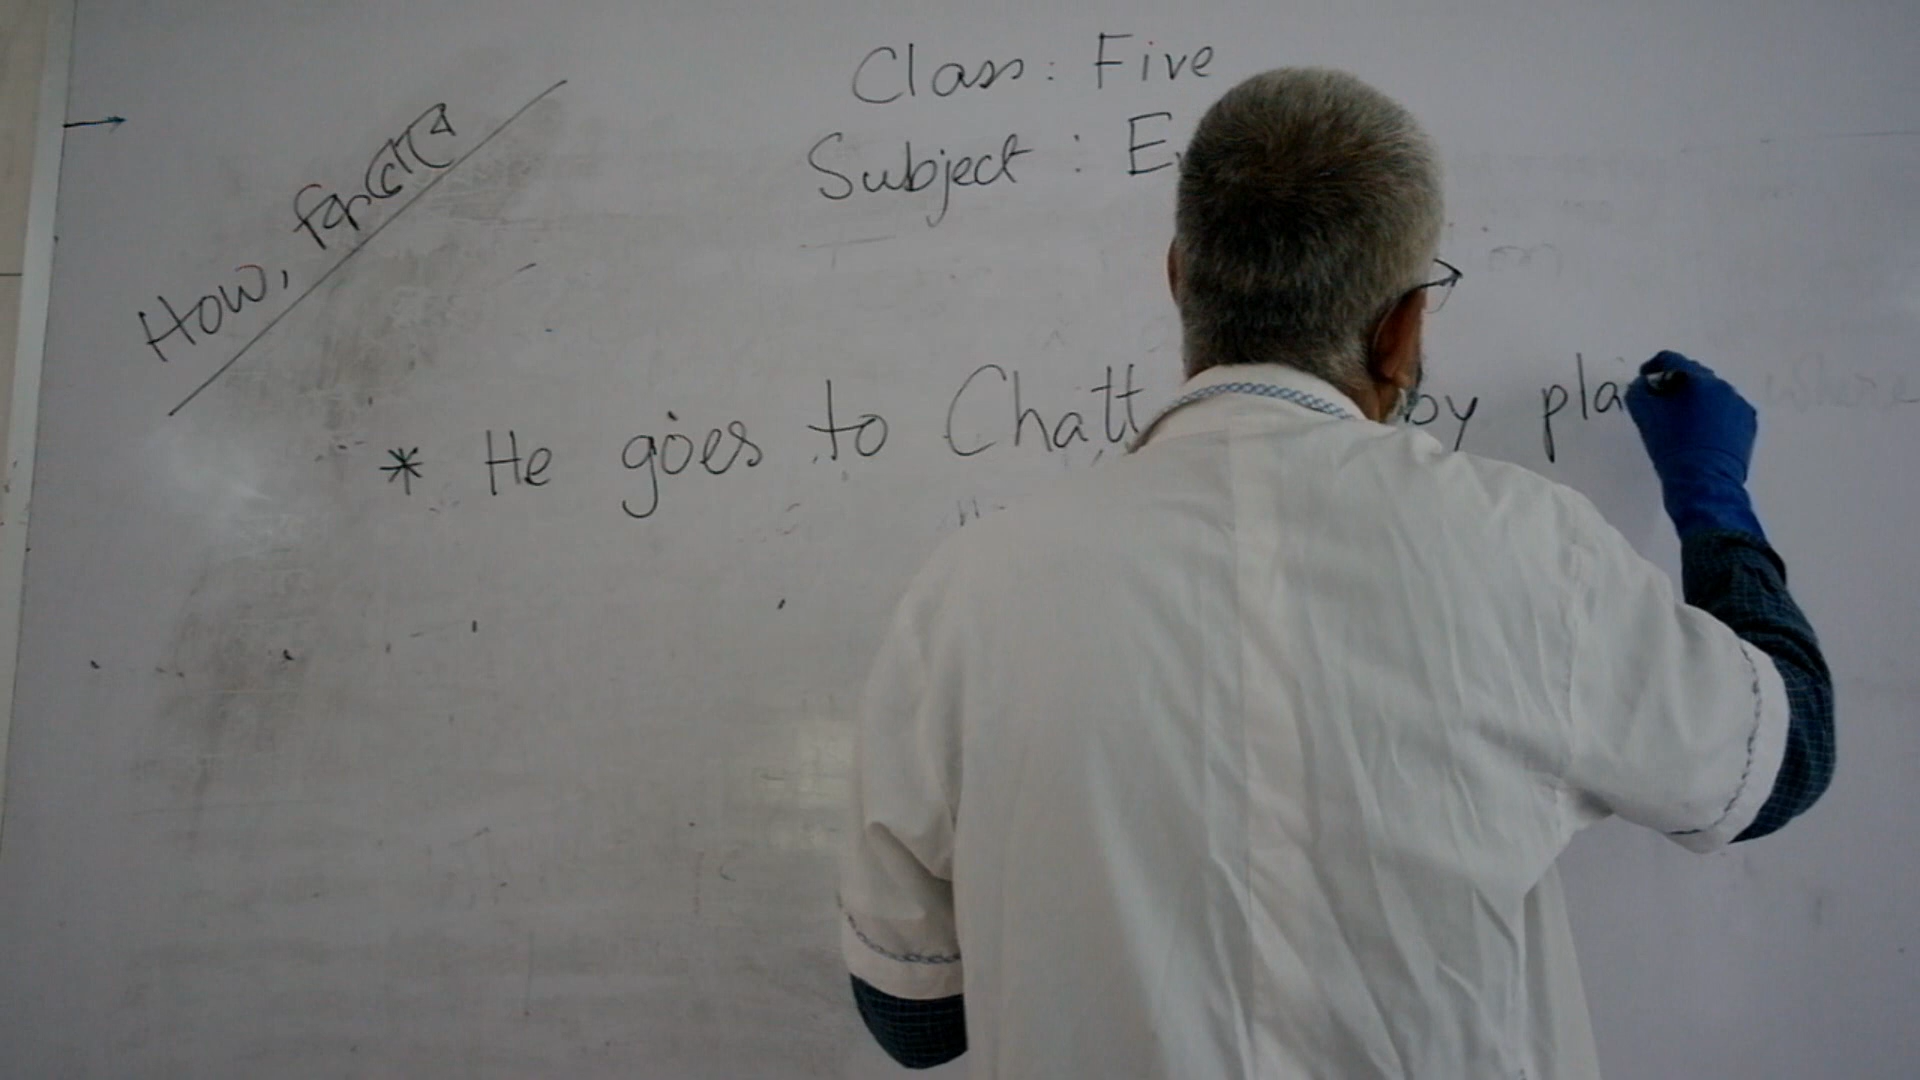 Class: Five
Subject : E
How, কিভাবে
* He goes to Chatt by pla